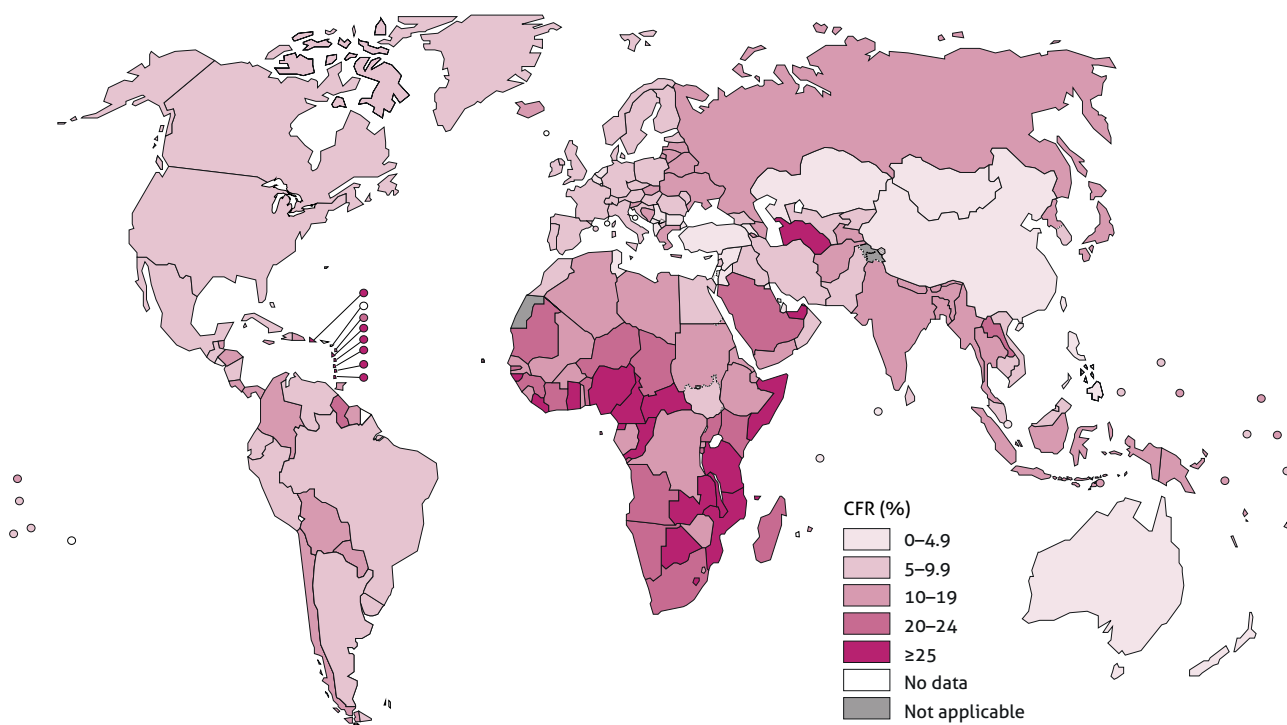 CFR (%)
0–4.9
5–9.9
10–19
20–24
≥25
No data
Not applicable